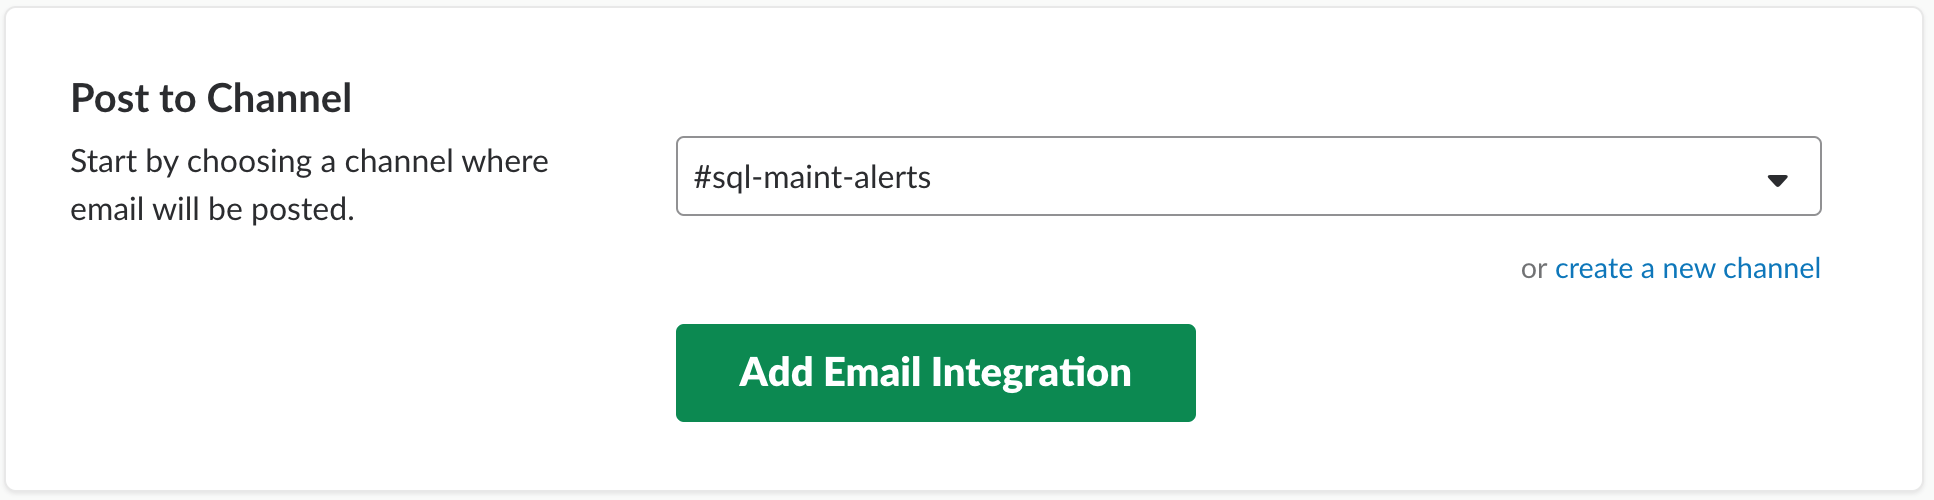 Post to Channel
Start by choosing a channel where
email will be posted.
#sql-maint-alerts
or create a new channel
Add Email Integration